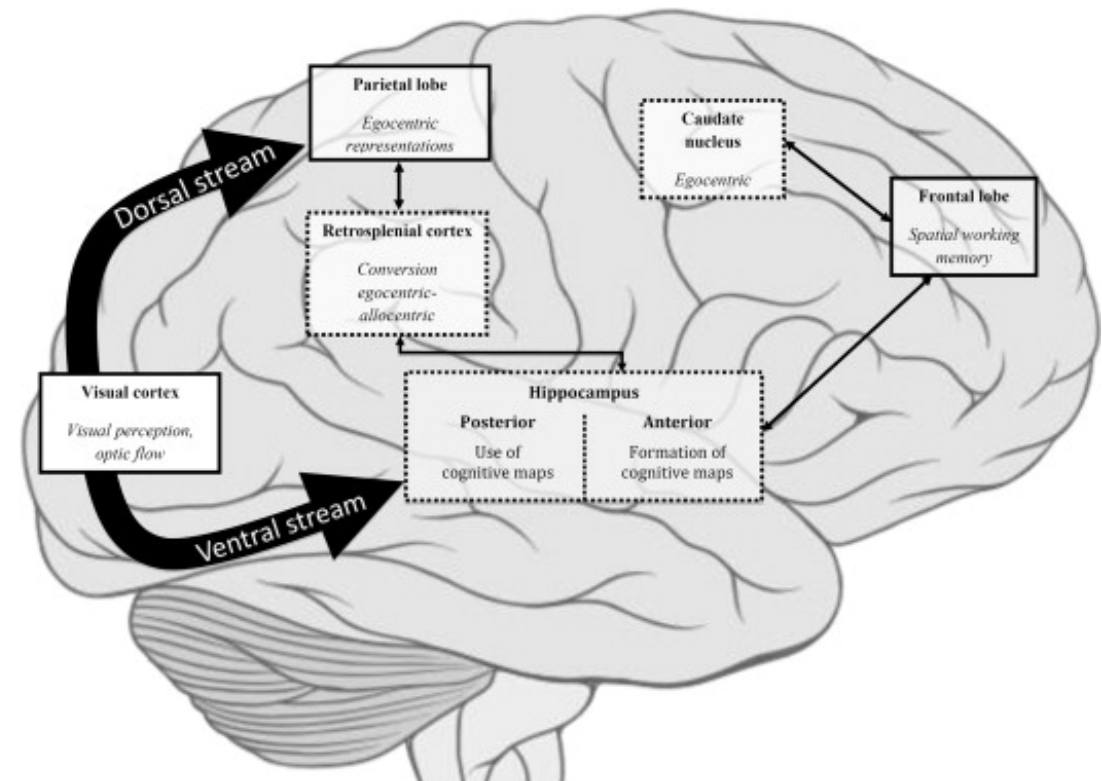 Parietal lobe
Egocentric
representations
Caudate
nucleus
Egocentric
Dorsal stream
Frontal lobe
Spatial working
memory
Retrosplenial cortex
Conversion
egocentric-
allocentric
Visual cortex
Visual perception,
optic flow
Hippocampus
Posterior
Use of
cognitive maps
Anterior
Formation of
cognitive maps
Ventral stream